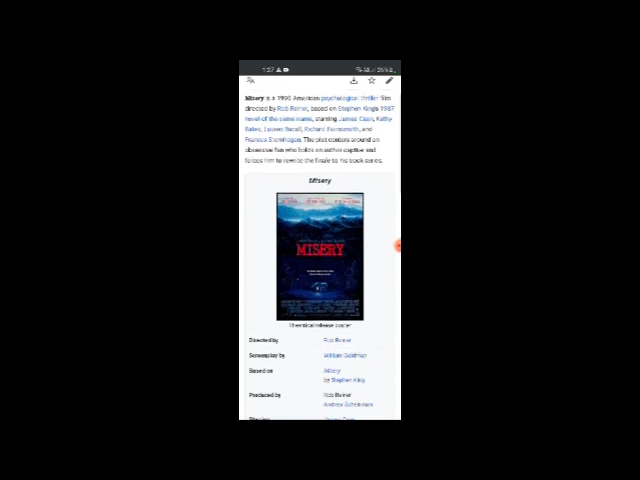 1:27
Misery is a 1990 American psychological thriller film
directed by Rob Reiner, based on Stephen King's 1987
novel of the same name, starring James Caan, Kathy
Bates, Lauren Bacall, Richard Farnsworth, and
Frances Sternhagen. The plot centers around an
obsessive fan who holds an author captive and
forces him to rewrite the finale to his book series.
Misery
MISERY
Theatrical release poster
Directed by Rob Reiner
Screenplay by William Goldman
Based on Misery
by Stephen King
Produced by Rob Reiner
Andrew Scheinman